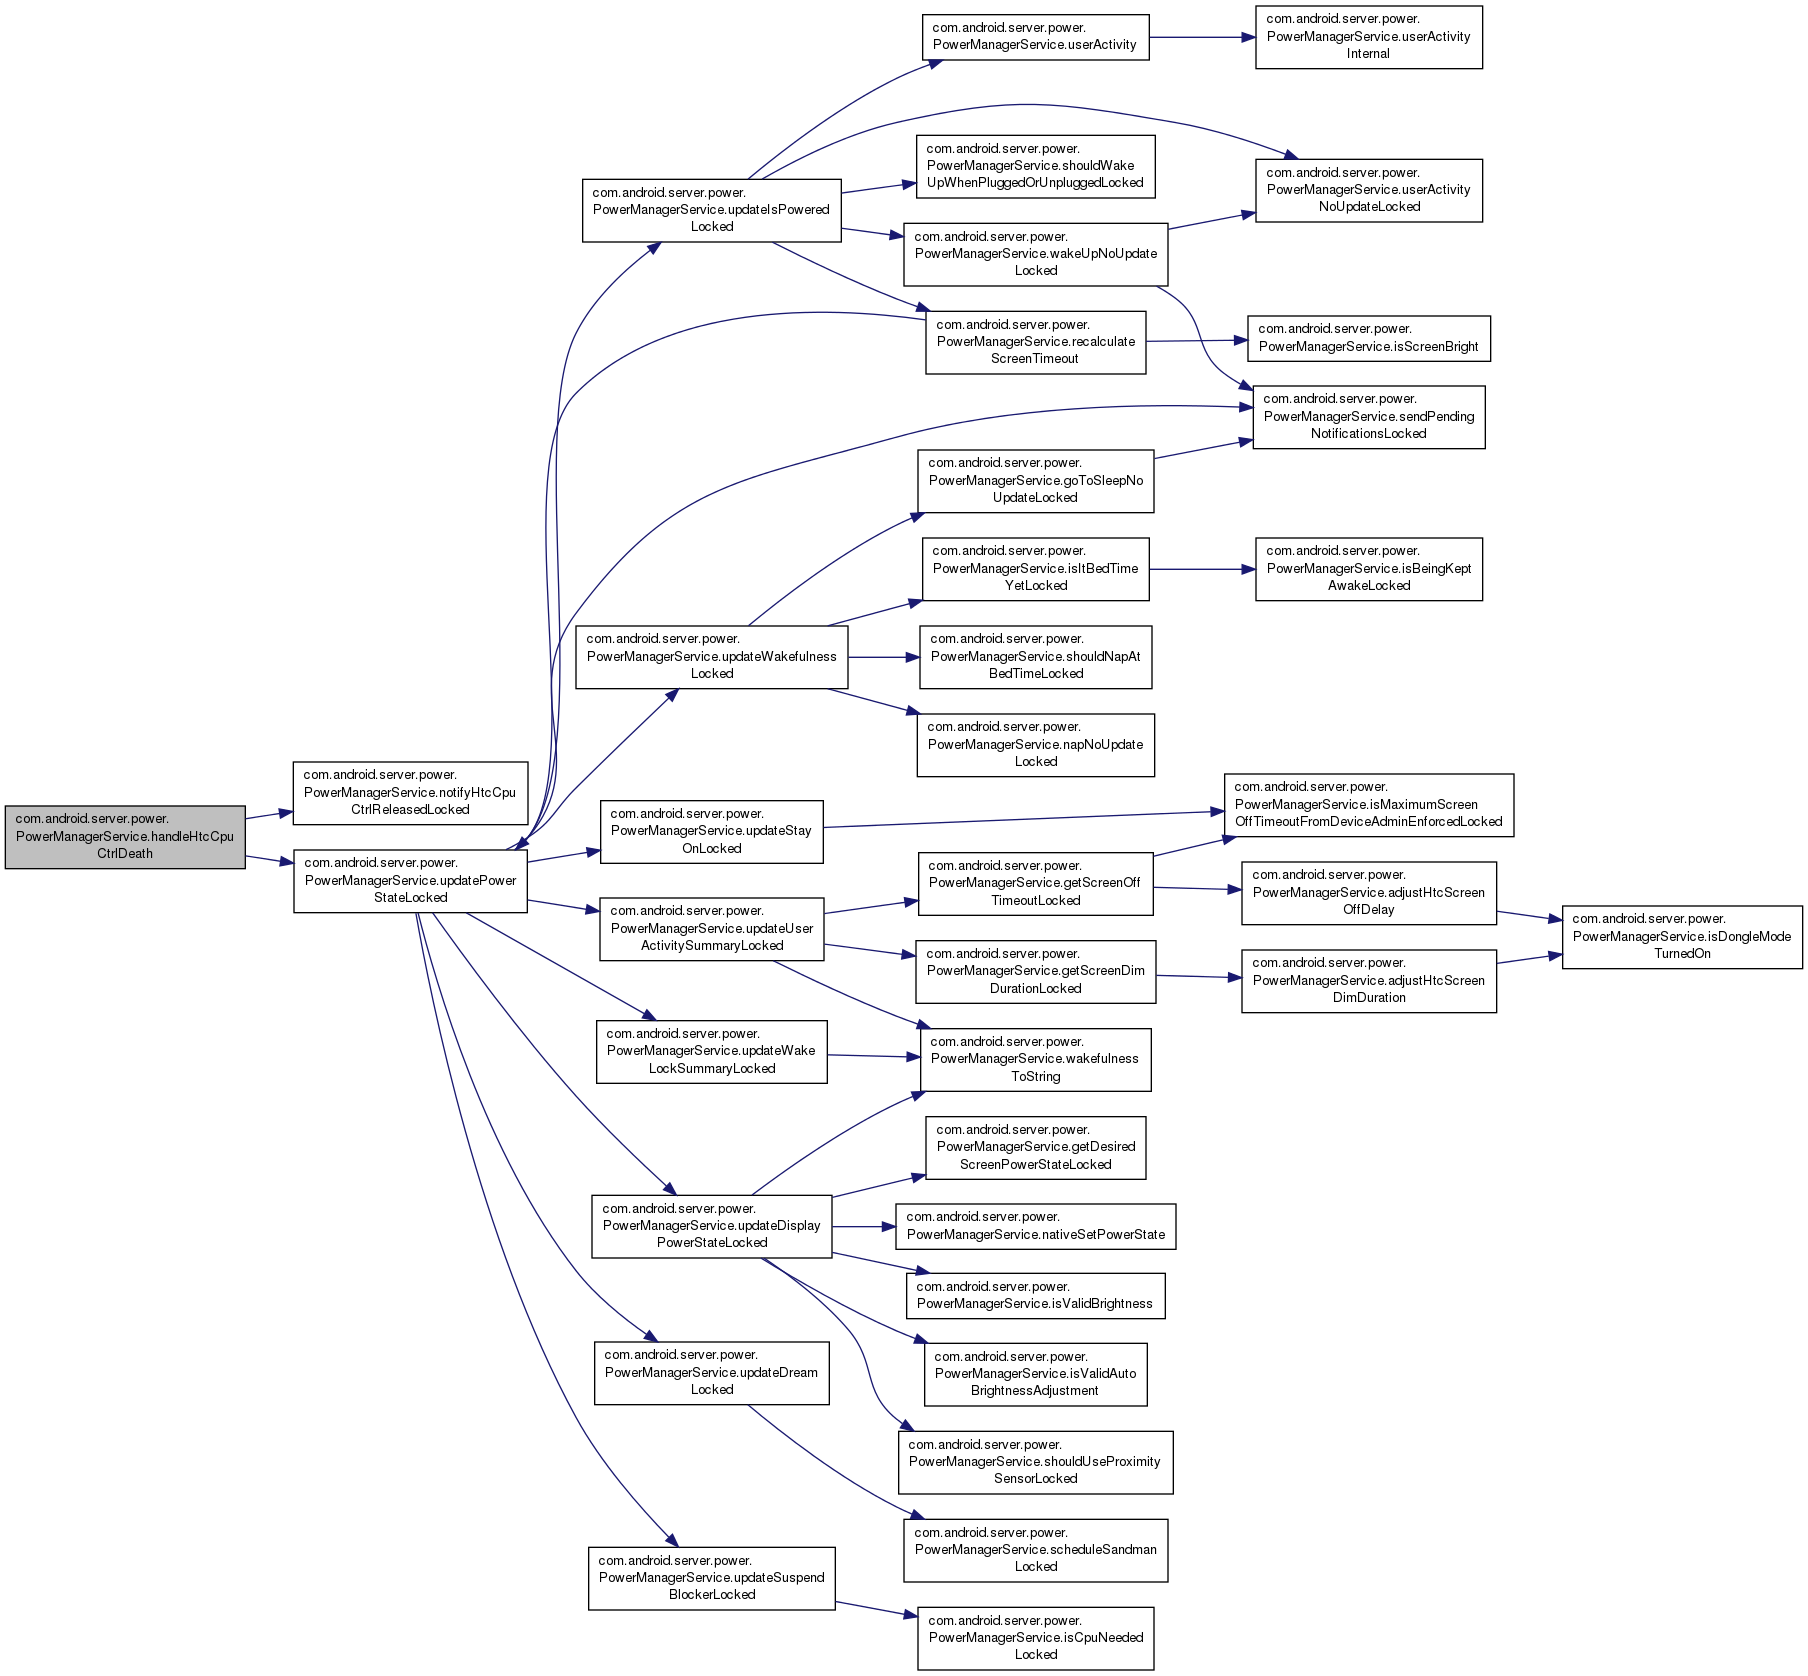 com.android.server.power.
PowerManagerService.handleHtcCpu
CtrlDeath
com.android.server.power.
PowerManagerService.notifyHtcCpu
CtrlReleasedLocked
com.android.server.power.
PowerManagerService.updatePower
StateLocked
com.android.server.power.
PowerManagerService.updateIsPowered
Locked
com.android.server.power.
PowerManagerService.updateWakefulness
Locked
com.android.server.power.
PowerManagerService.updateStay
OnLocked
com.android.server.power.
PowerManagerService.updateUser
ActivitySummaryLocked
com.android.server.power.
PowerManagerService.updateWake
LockSummaryLocked
com.android.server.power.
PowerManagerService.updateDisplay
PowerStateLocked
com.android.server.power.
PowerManagerService.updateDream
Locked
com.android.server.power.
PowerManagerService.updateSuspend
BlockerLocked
com.android.server.power.
PowerManagerService.userActivity
com.android.server.power.
PowerManagerService.shouldWake
UpWhenPluggedOrUnpluggedLocked
com.android.server.power.
PowerManagerService.wakeUpNoUpdate
Locked
com.android.server.power.
PowerManagerService.recalculate
ScreenTimeout
com.android.server.power.
PowerManagerService.goToSleepNo
UpdateLocked
com.android.server.power.
PowerManagerService.isItBedTime
YetLocked
com.android.server.power.
PowerManagerService.shouldNapAt
BedTimeLocked
com.android.server.power.
PowerManagerService.napNoUpdate
Locked
com.android.server.power.
PowerManagerService.getScreenOff
TimeoutLocked
com.android.server.power.
PowerManagerService.getScreenDim
DurationLocked
com.android.server.power.
PowerManagerService.wakefulness
ToString
com.android.server.power.
PowerManagerService.getDesired
ScreenPowerStateLocked
com.android.server.power.
PowerManagerService.nativeSetPowerState
com.android.server.power.
PowerManagerService.isValidBrightness
com.android.server.power.
PowerManagerService.isValidAuto
BrightnessAdjustment
com.android.server.power.
PowerManagerService.shouldUseProximity
SensorLocked
com.android.server.power.
PowerManagerService.scheduleSandman
Locked
com.android.server.power.
PowerManagerService.isCpuNeeded
Locked
com.android.server.power.
PowerManagerService.userActivity
Internal
com.android.server.power.
PowerManagerService.userActivity
NoUpdateLocked
com.android.server.power.
PowerManagerService.isScreenBright
com.android.server.power.
PowerManagerService.sendPending
NotificationsLocked
com.android.server.power.
PowerManagerService.isBeingKept
AwakeLocked
com.android.server.power.
PowerManagerService.isMaximumScreen
OffTimeoutFromDeviceAdminEnforcedLocked
com.android.server.power.
PowerManagerService.adjustHtcScreen
OffDelay
com.android.server.power.
PowerManagerService.adjustHtcScreen
DimDuration
com.android.server.power.
PowerManagerService.isDongleMode
TurnedOn